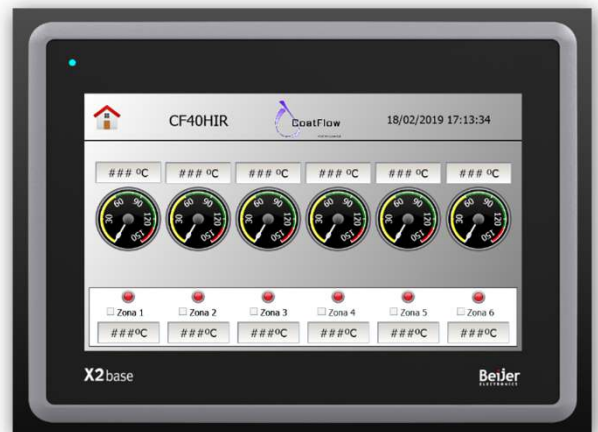 CF40HIR CoatFlow 18/02/2019 17:13:34
### ºC ### ºC ### ºC ### ºC ### ºC ### ºC
30 60 90 120 150 30 60 90 120 150 30 60 90 120 150 30 60 90 120 150 30 60 90 120 150 30 60 90 120 150
Zona 1 Zona 2 Zona 3 Zona 4 Zona 5 Zona 6
###ºC ###ºC ###ºC ###ºC ###ºC ###ºC
X2 base Beijer
ELECTRONICS